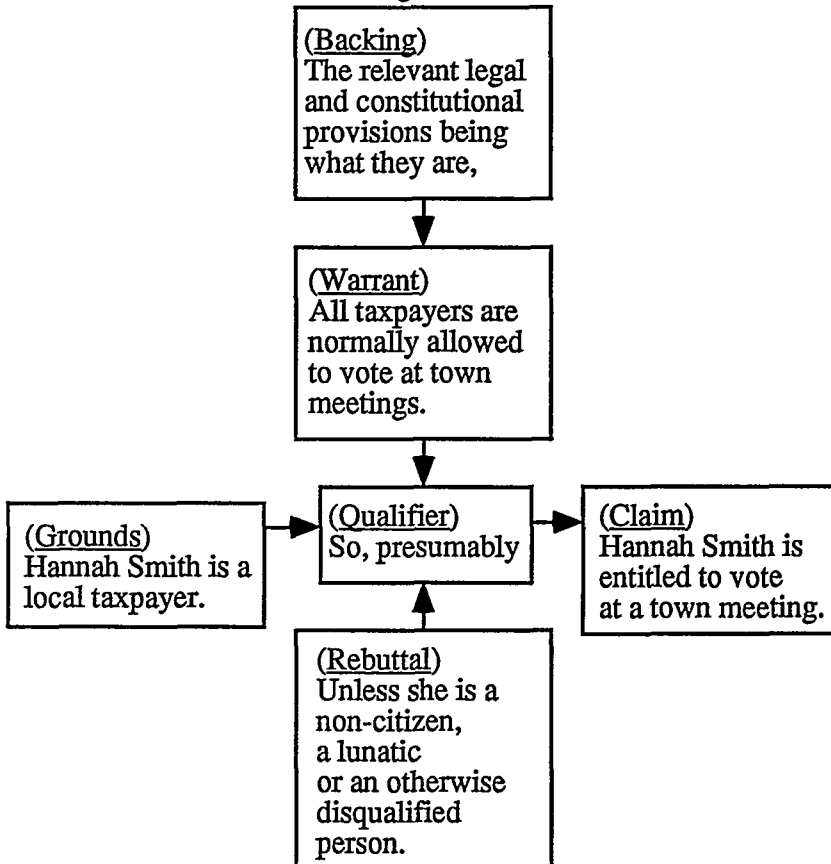 (Backing)
The relevant legal
and constitutional
provisions being
what they are,
(Warrant)
All taxpayers are
normally allowed
to vote at town
meetings.
(Grounds)
Hannah Smith is a
local taxpayer.
(Qualifier)
So, presumably
(Claim)
Hannah Smith is
entitled to vote
at a town meeting.
(Rebuttal)
Unless she is a
non-citizen,
a lunatic
or an otherwise
disqualified
person.